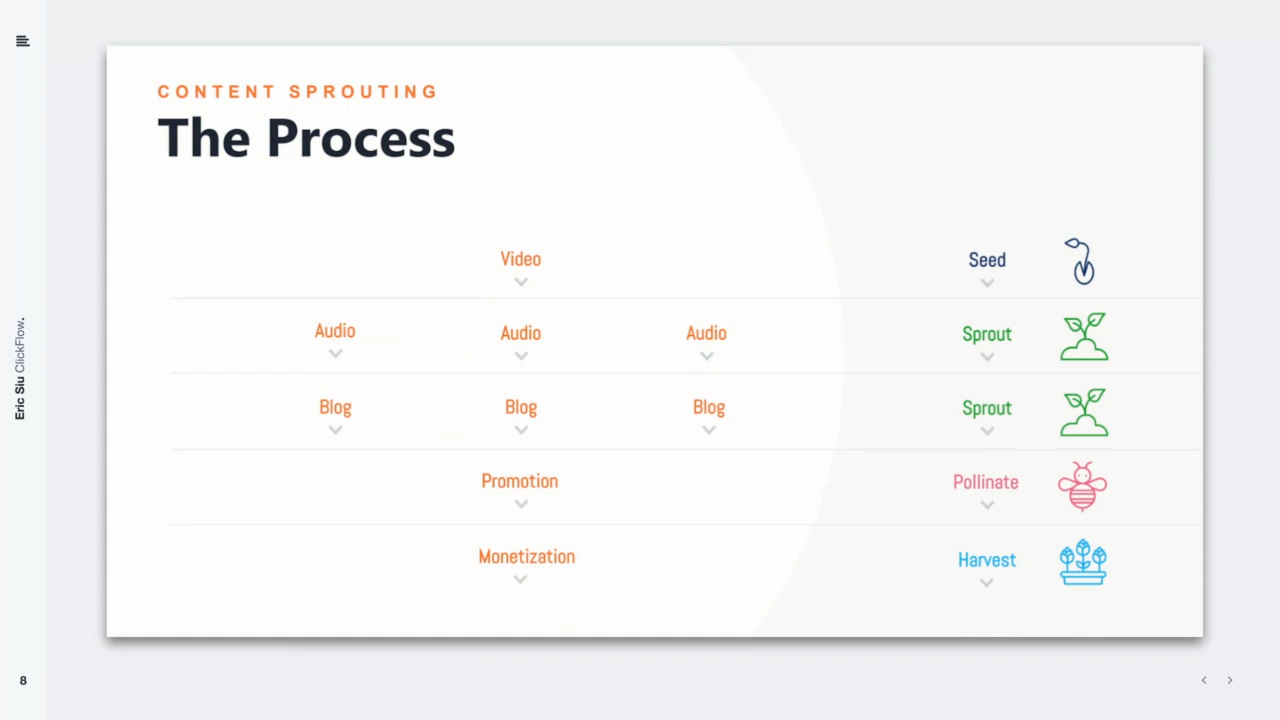 CONTENT SPROUTING
The Process
Video Seed
Audio Audio Audio Sprout
Blog Blog Blog Sprout
Promotion Pollinate
Monetization Harvest
Eric Siu ClickFlow.
8